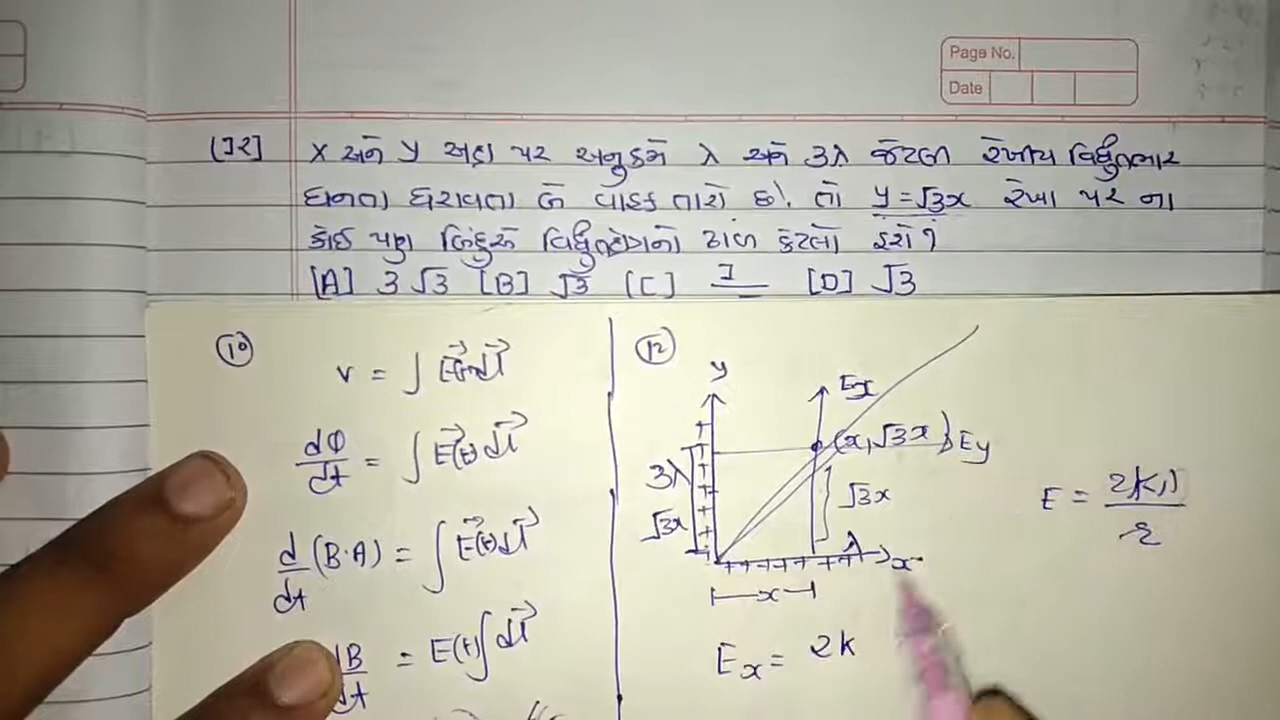 Page No.
Date
[12] X અને Y અક્ષ પર અનુક્રમે λ અને 3λ જેટલી રેખીય વિદ્યુતભાર
ઘનતા ધરાવતા બે વાહક તારો છે. તો y = √3x રેખા પર ના
કોઈ પણ બિંદુએ વિદ્યુતક્ષેત્રનો ઢાળ કેટલો હશે ?
[A] 3√3 [B] √3 [C] 1 [D] √3
10
V = ∫ E(r) dl
dΦ/dt = ∫ E(r) dl
d/dt (B·A) = ∫ E(r) dl
dB/dt = E(r) ∫ dl
12
y
Ex
(x, √3x) Ey
3λ
√3x
√3x
λ
x
x
E = 2kλ/r
Ex = 2k